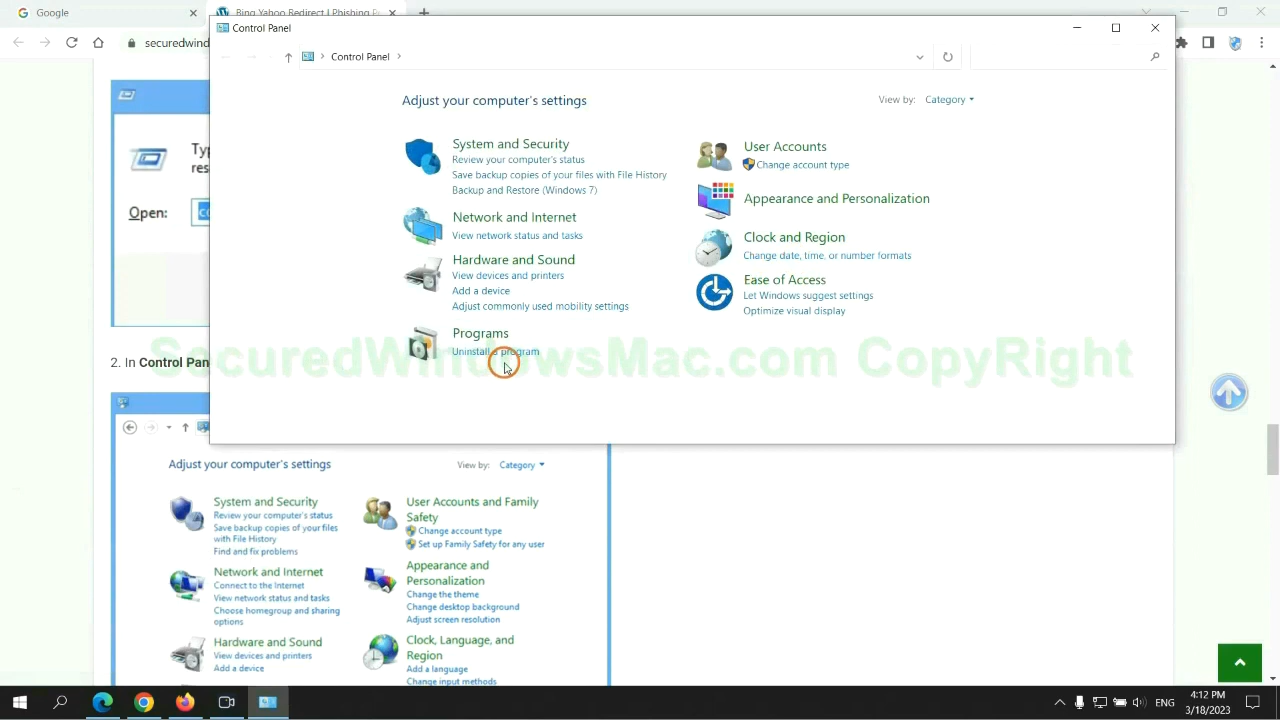 Google
Bing Yahoo Redirect | Phishing Pu
securedwind
Control Panel
Control Panel
Adjust your computer's settings
View by: Category
System and Security
Review your computer's status
Save backup copies of your files with File History
Backup and Restore (Windows 7)
Network and Internet
View network status and tasks
Hardware and Sound
View devices and printers
Add a device
Adjust commonly used mobility settings
Programs
Uninstall a program
User Accounts
Change account type
Appearance and Personalization
Clock and Region
Change date, time, or number formats
Ease of Access
Let Windows suggest settings
Optimize visual display
SecuredWindowsMac.com CopyRight
Typ
res
Open:
2. In Control Pan
Adjust your computer's settings
View by: Category
System and Security
Review your computer's status
Save backup copies of your files
with File History
Find and fix problems
Network and Internet
Connect to the Internet
View network status and tasks
Choose homegroup and sharing
options
Hardware and Sound
View devices and printers
Add a device
User Accounts and Family
Safety
Change account type
Set up Family Safety for any user
Appearance and
Personalization
Change the theme
Change desktop background
Adjust screen resolution
Clock, Language, and
Region
Add a language
Change input methods
ENG
4:12 PM
3/18/2023